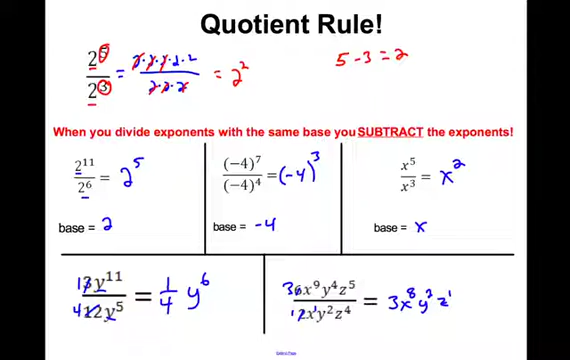 Quotient Rule!
2^5/2^3 = 2·2·2·2·2/2·2·2 = 2^2
5-3=2
When you divide exponents with the same base you SUBTRACT the exponents!
2^11/2^6 = 2^5
base = 2
(−4)^7/(−4)^4 = (-4)^3
base = -4
x^5/x^3 = x^2
base = x
3y^11/12y^5 = 1/4 y^6
6x^9y^4z^5/2xy^2z^4 = 3x^8y^2z^1